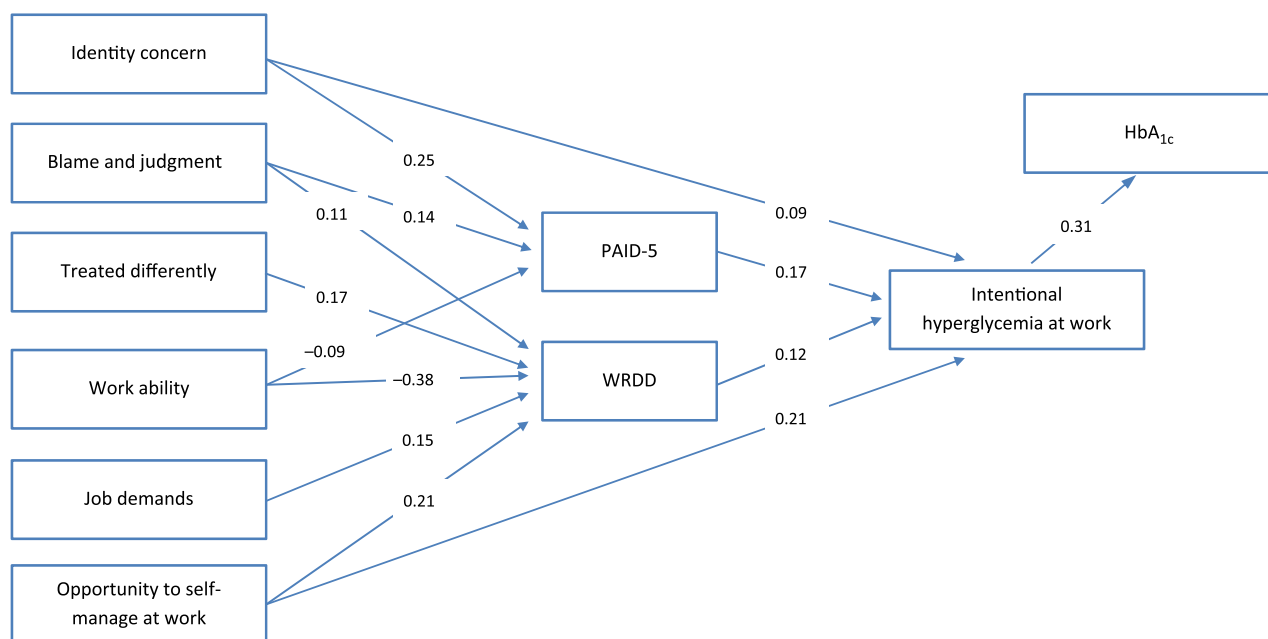 Identity concern
Blame and judgment
Treated differently
Work ability
Job demands
Opportunity to self-
manage at work
0.25
0.14
0.11
0.17
–0.09
–0.38
0.15
0.21
PAID-5
WRDD
0.09
0.17
0.12
0.21
Intentional
hyperglycemia at work
0.31
HbA1c